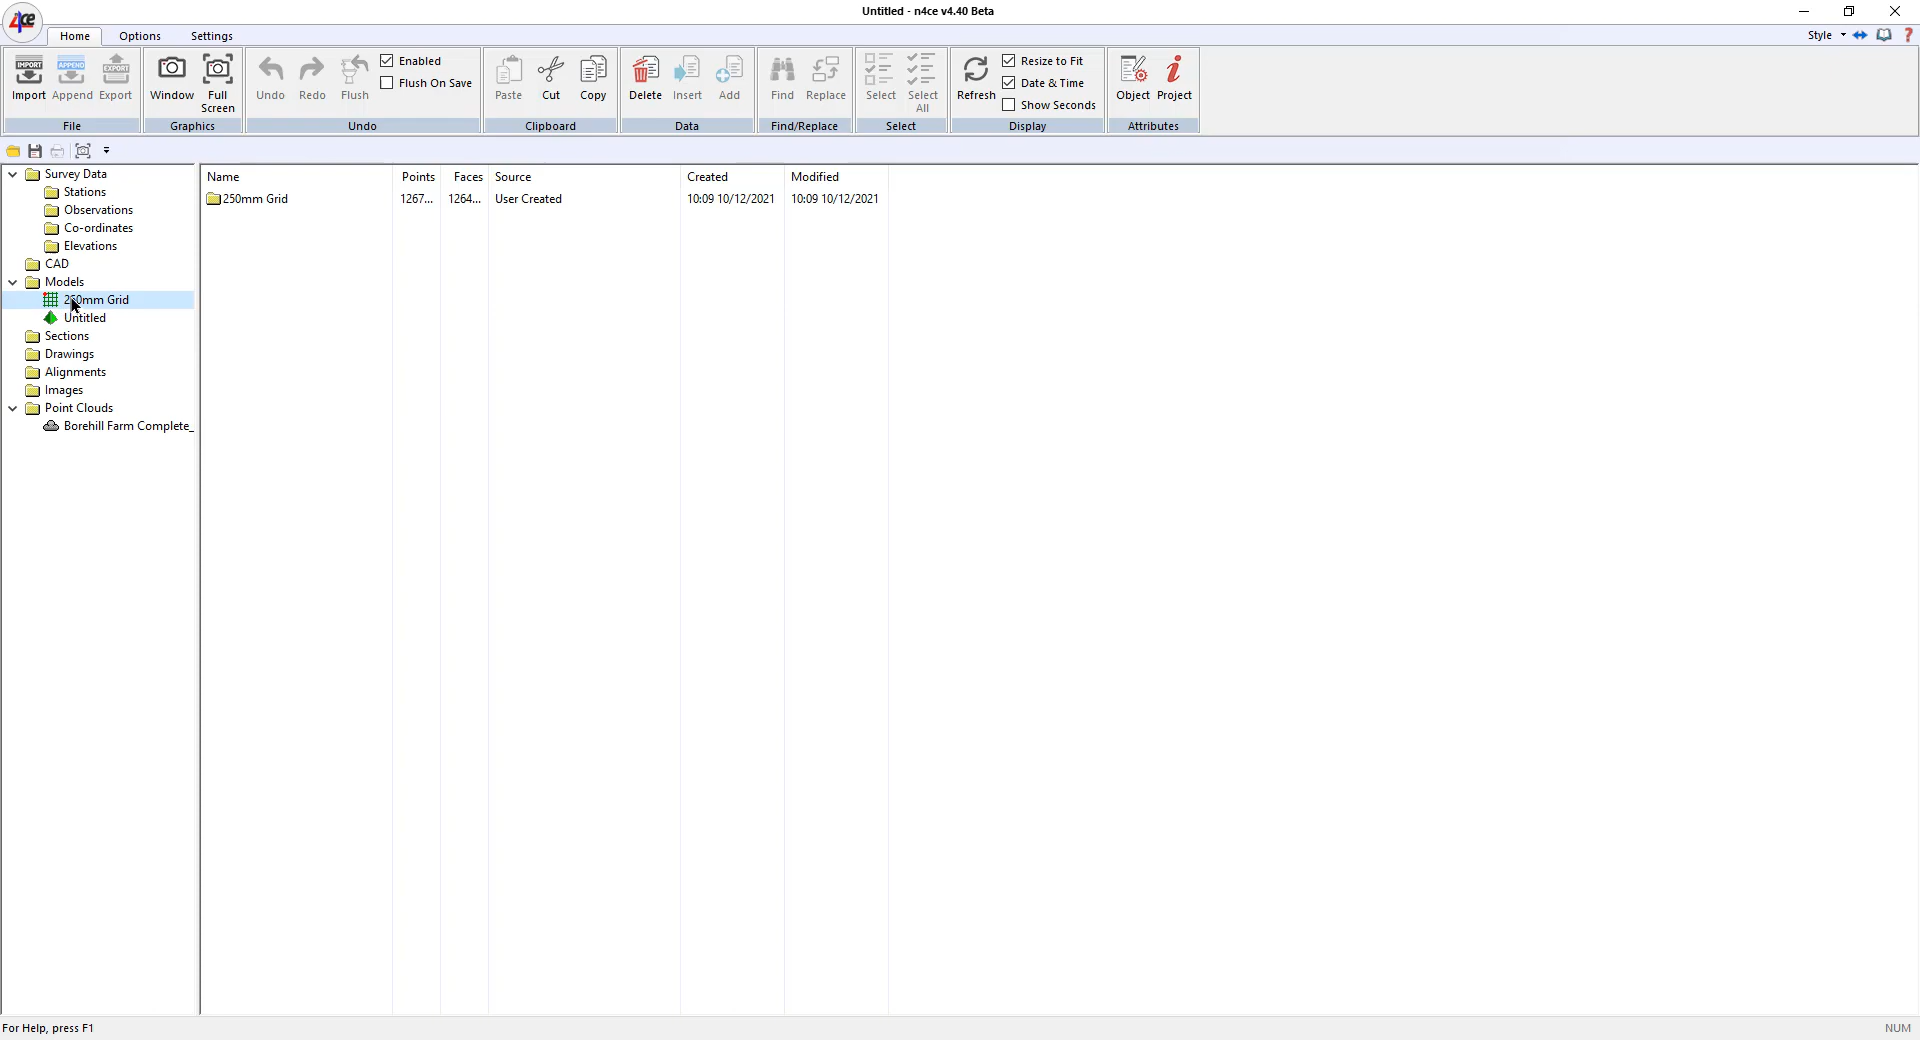 Untitled - n4ce v4.40 Beta
4ce
Home Options Settings
Style
IMPORT APPEND EXPORT
Import Append Export
File
Window Full Screen
Graphics
Undo Redo Flush
Enabled
Flush On Save
Undo
Paste Cut Copy
Clipboard
Delete Insert Add
Data
Find Replace
Find/Replace
Select Select All
Select
Refresh
Resize to Fit
Date & Time
Show Seconds
Display
Object Project
Attributes
Survey Data
Stations
Observations
Co-ordinates
Elevations
CAD
Models
250mm Grid
Untitled
Sections
Drawings
Alignments
Images
Point Clouds
Borehill Farm Complete_
Name Points Faces Source Created Modified
250mm Grid 1267... 1264... User Created 10:09 10/12/2021 10:09 10/12/2021
For Help, press F1
NUM